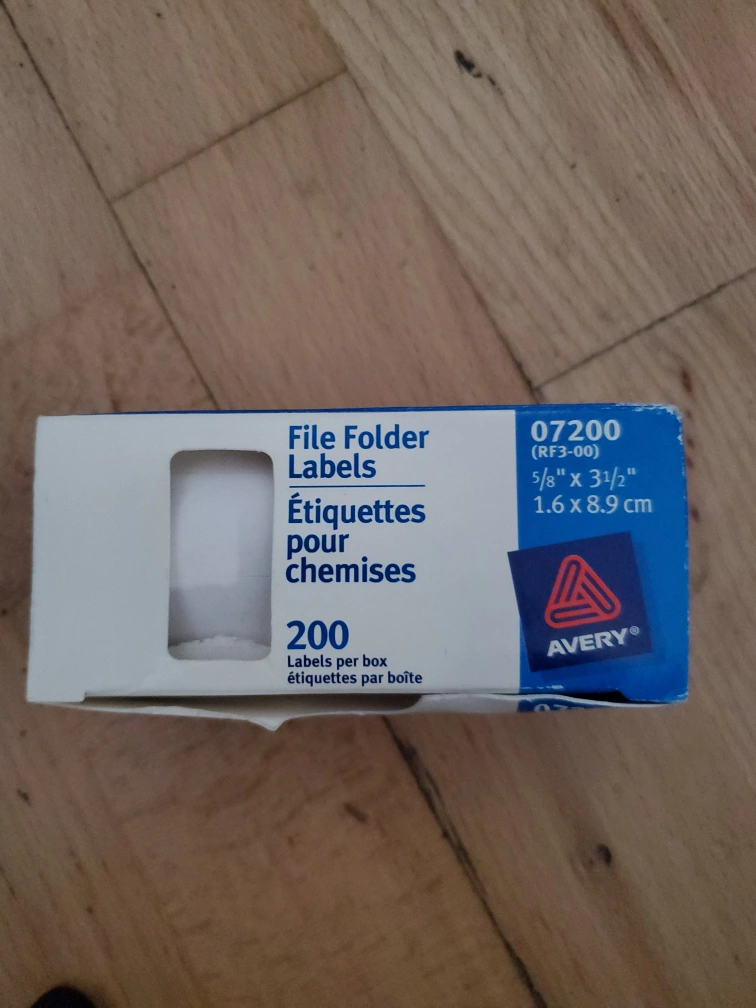 File Folder
Labels
Étiquettes
pour
chemises
200
Labels per box
étiquettes par boîte
07200
(RF3-00)
5/8" x 3 1/2"
1.6 x 8.9 cm
AVERY®